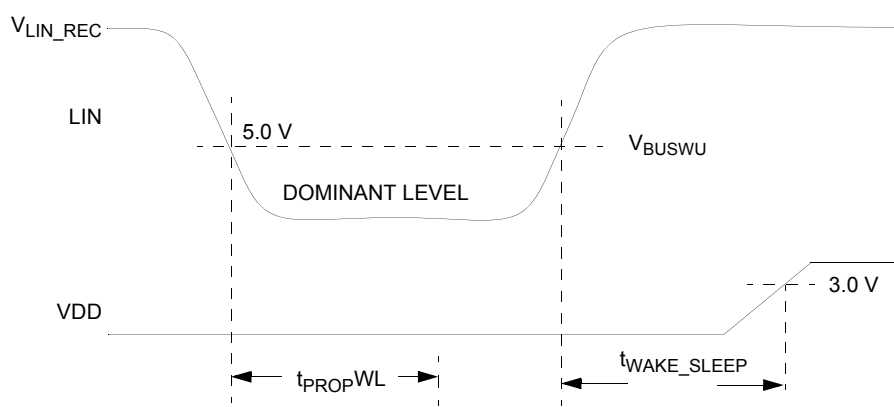 VLIN_REC
LIN
5.0 V
VBUSWU
DOMINANT LEVEL
3.0 V
VDD
tPROPWL
tWAKE_SLEEP